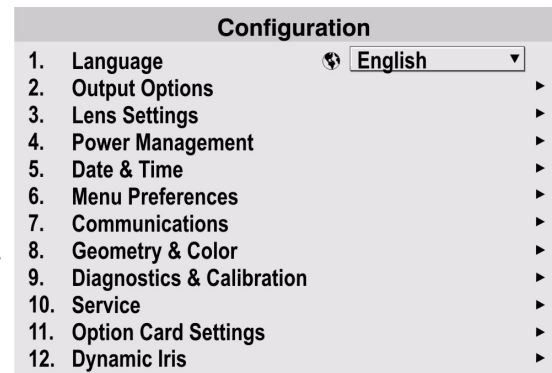 Configuration
1. Language English
2. Output Options
3. Lens Settings
4. Power Management
5. Date & Time
6. Menu Preferences
7. Communications
8. Geometry & Color
9. Diagnostics & Calibration
10. Service
11. Option Card Settings
12. Dynamic Iris